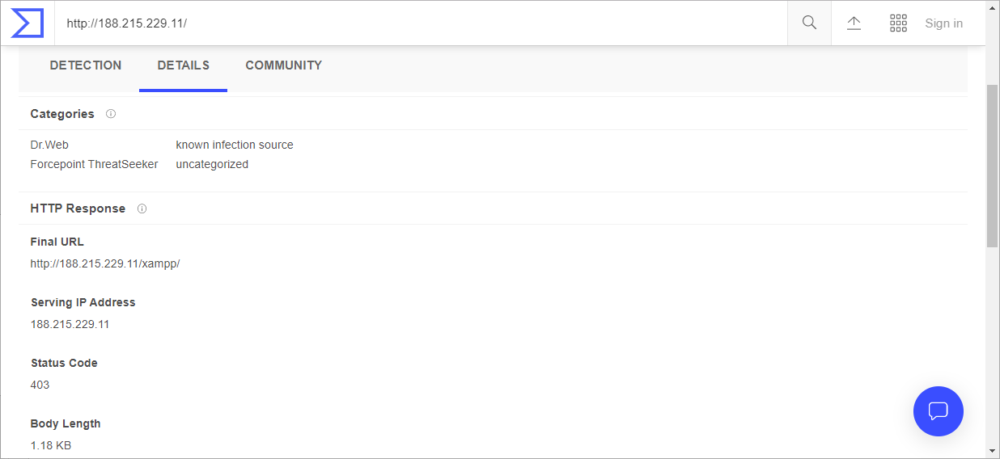 http://188.215.229.11/
Sign in
DETECTION DETAILS COMMUNITY
Categories
Dr.Web known infection source
Forcepoint ThreatSeeker uncategorized
HTTP Response
Final URL
http://188.215.229.11/xampp/
Serving IP Address
188.215.229.11
Status Code
403
Body Length
1.18 KB